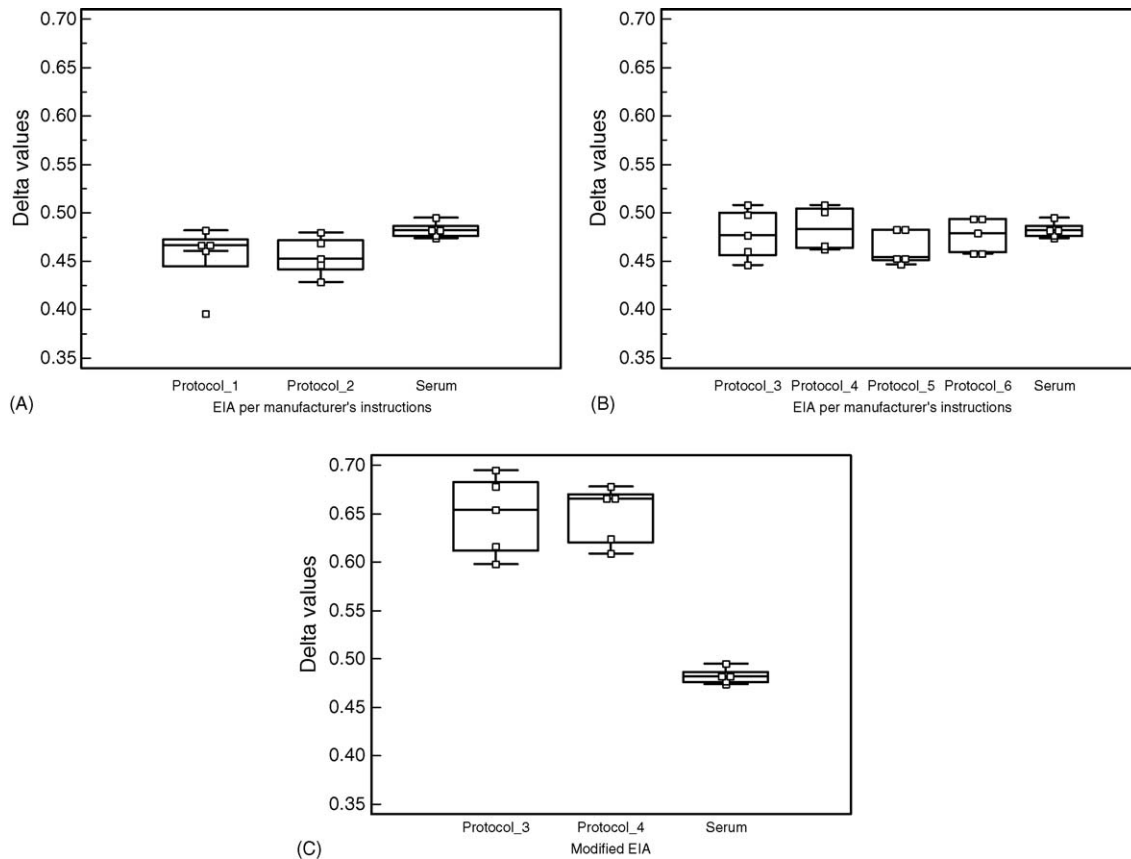 0.70
0.65
0.60
0.55
0.50
0.45
0.40
0.35
Delta values
Protocol_1 Protocol_2 Serum
(A) EIA per manufacturer's instructions
0.70
0.65
0.60
0.55
0.50
0.45
0.40
0.35
Delta values
Protocol_3 Protocol_4 Protocol_5 Protocol_6 Serum
(B) EIA per manufacturer's instructions
0.70
0.65
0.60
0.55
0.50
0.45
0.40
0.35
Delta values
Protocol_3 Protocol_4 Serum
(C) Modified EIA